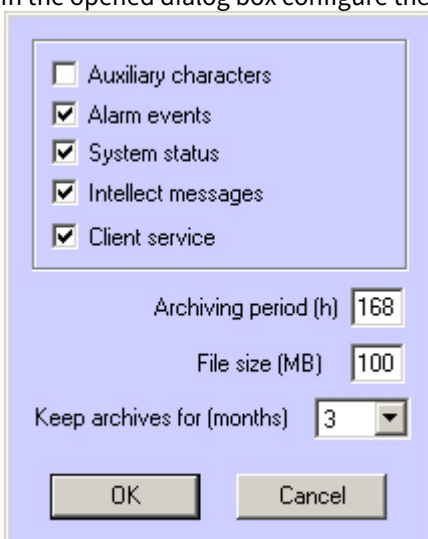 In the opened dialog box configure the
Auxiliary characters
Alarm events
System status
Intellect messages
Client service
Archiving period (h) 168
File size (MB) 100
Keep archives for (months) 3
OK Cancel